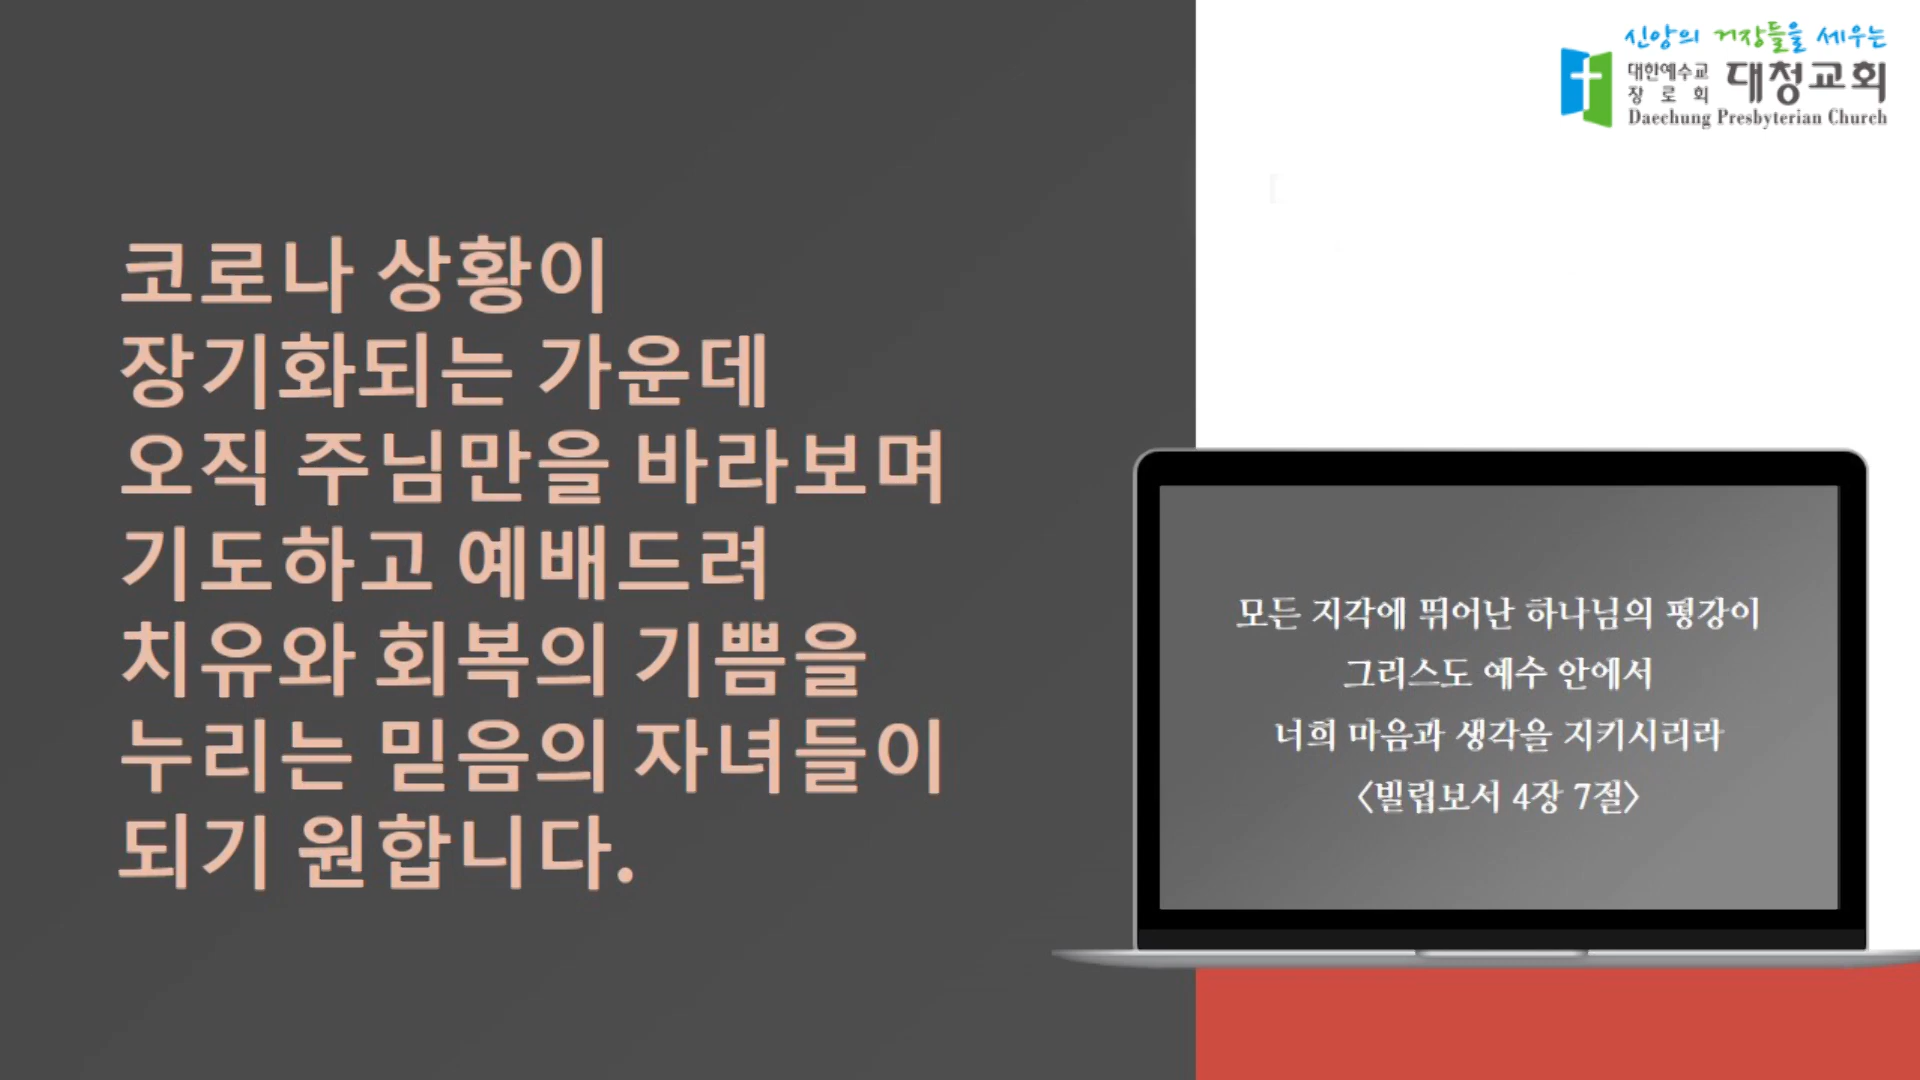 신앙의 거장들을 세우는
대한예수교
장로회
대청교회
Daechung Presbyterian Church
코로나 상황이
장기화되는 가운데
오직 주님만을 바라보며
기도하고 예배드려
치유와 회복의 기쁨을
누리는 믿음의 자녀들이
되기 원합니다.
모든 지각에 뛰어난 하나님의 평강이
그리스도 예수 안에서
너희 마음과 생각을 지키시리라
<빌립보서 4장 7절>